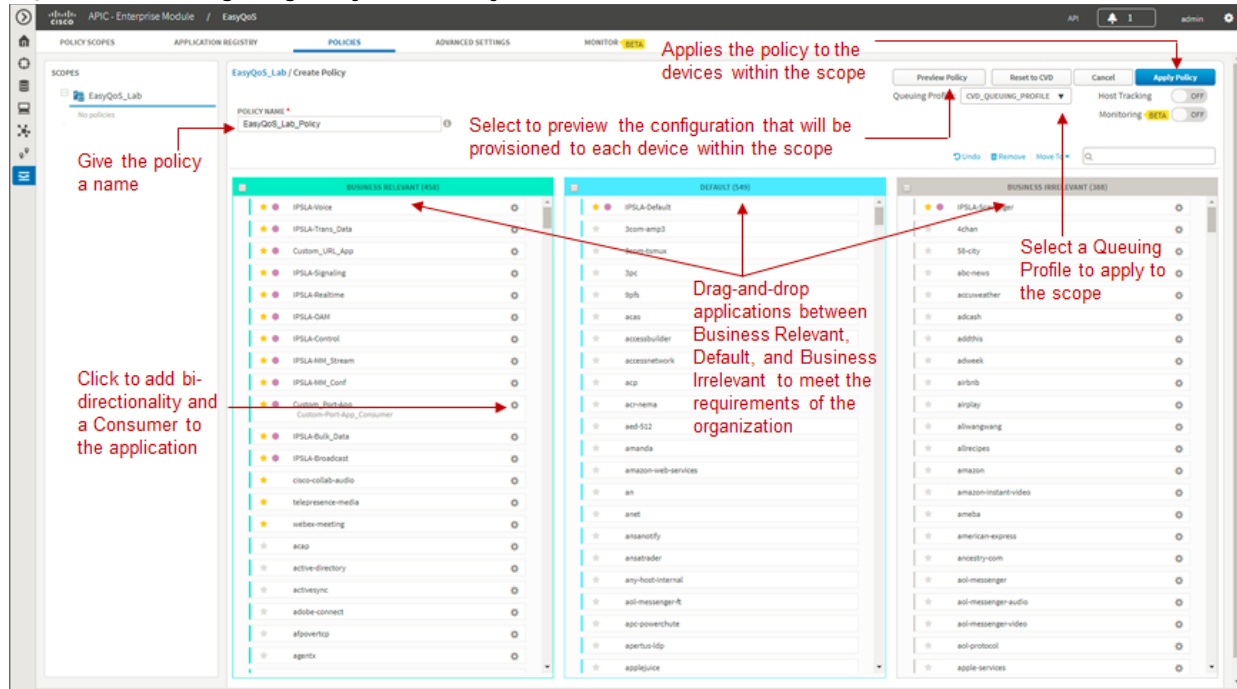 CISCO APIC - Enterprise Module / EasyQoS API 1 admin
POLICY SCOPES APPLICATION REGISTRY POLICIES ADVANCED SETTINGS MONITOR BETA
Applies the policy to the
devices within the scope
SCOPES
EasyQoS_Lab
No policies
EasyQoS_Lab / Create Policy
Preview Policy Reset to CVD Cancel Apply Policy
Queuing Profile: CVD_QUEUING_PROFILE Host Tracking OFF
Monitoring BETA OFF
POLICY NAME *
EasyQoS_Lab_Policy
Select to preview the configuration that will be
provisioned to each device within the scope
Give the policy
a name
Undo Remove Move To
BUSINESS RELEVANT (458)
IPSLA-Voice
IPSLA-Trans_Data
Custom_URL_App
IPSLA-Signaling
IPSLA-Realtime
IPSLA-OAM
IPSLA-Control
IPSLA-MM_Stream
IPSLA-MM_Conf
Custom_Port-App
Custom-Port-App_Consumer
IPSLA-Bulk_Data
IPSLA-Broadcast
cisco-collab-audio
telepresence-media
webex-meeting
acap
active-directory
activesync
adobe-connect
afpovertcp
agentx
Click to add bi-
directionality and
a Consumer to
the application
DEFAULT (549)
IPSLA-Default
3com-amp3
3com-tsmux
3pc
9pfs
acas
accessbuilder
accessnetwork
acp
acr-nema
aed-512
amanda
amazon-web-services
an
anet
ansanotify
ansatrader
any-host-internal
aol-messenger-ft
apc-powerchute
apertus-ldp
applejuice
Drag-and-drop
applications between
Business Relevant,
Default, and Business
Irrelevant to meet the
requirements of the
organization
BUSINESS IRRELEVANT (388)
IPSLA-Scavenger
4chan
58-city
abc-news
accuweather
adcash
addthis
adweek
airbnb
airplay
aliwangwang
allrecipes
amazon
amazon-instant-video
ameba
american-express
ancestry-com
aol-messenger
aol-messenger-audio
aol-messenger-video
aol-protocol
apple-services
Select a Queuing
Profile to apply to
the scope